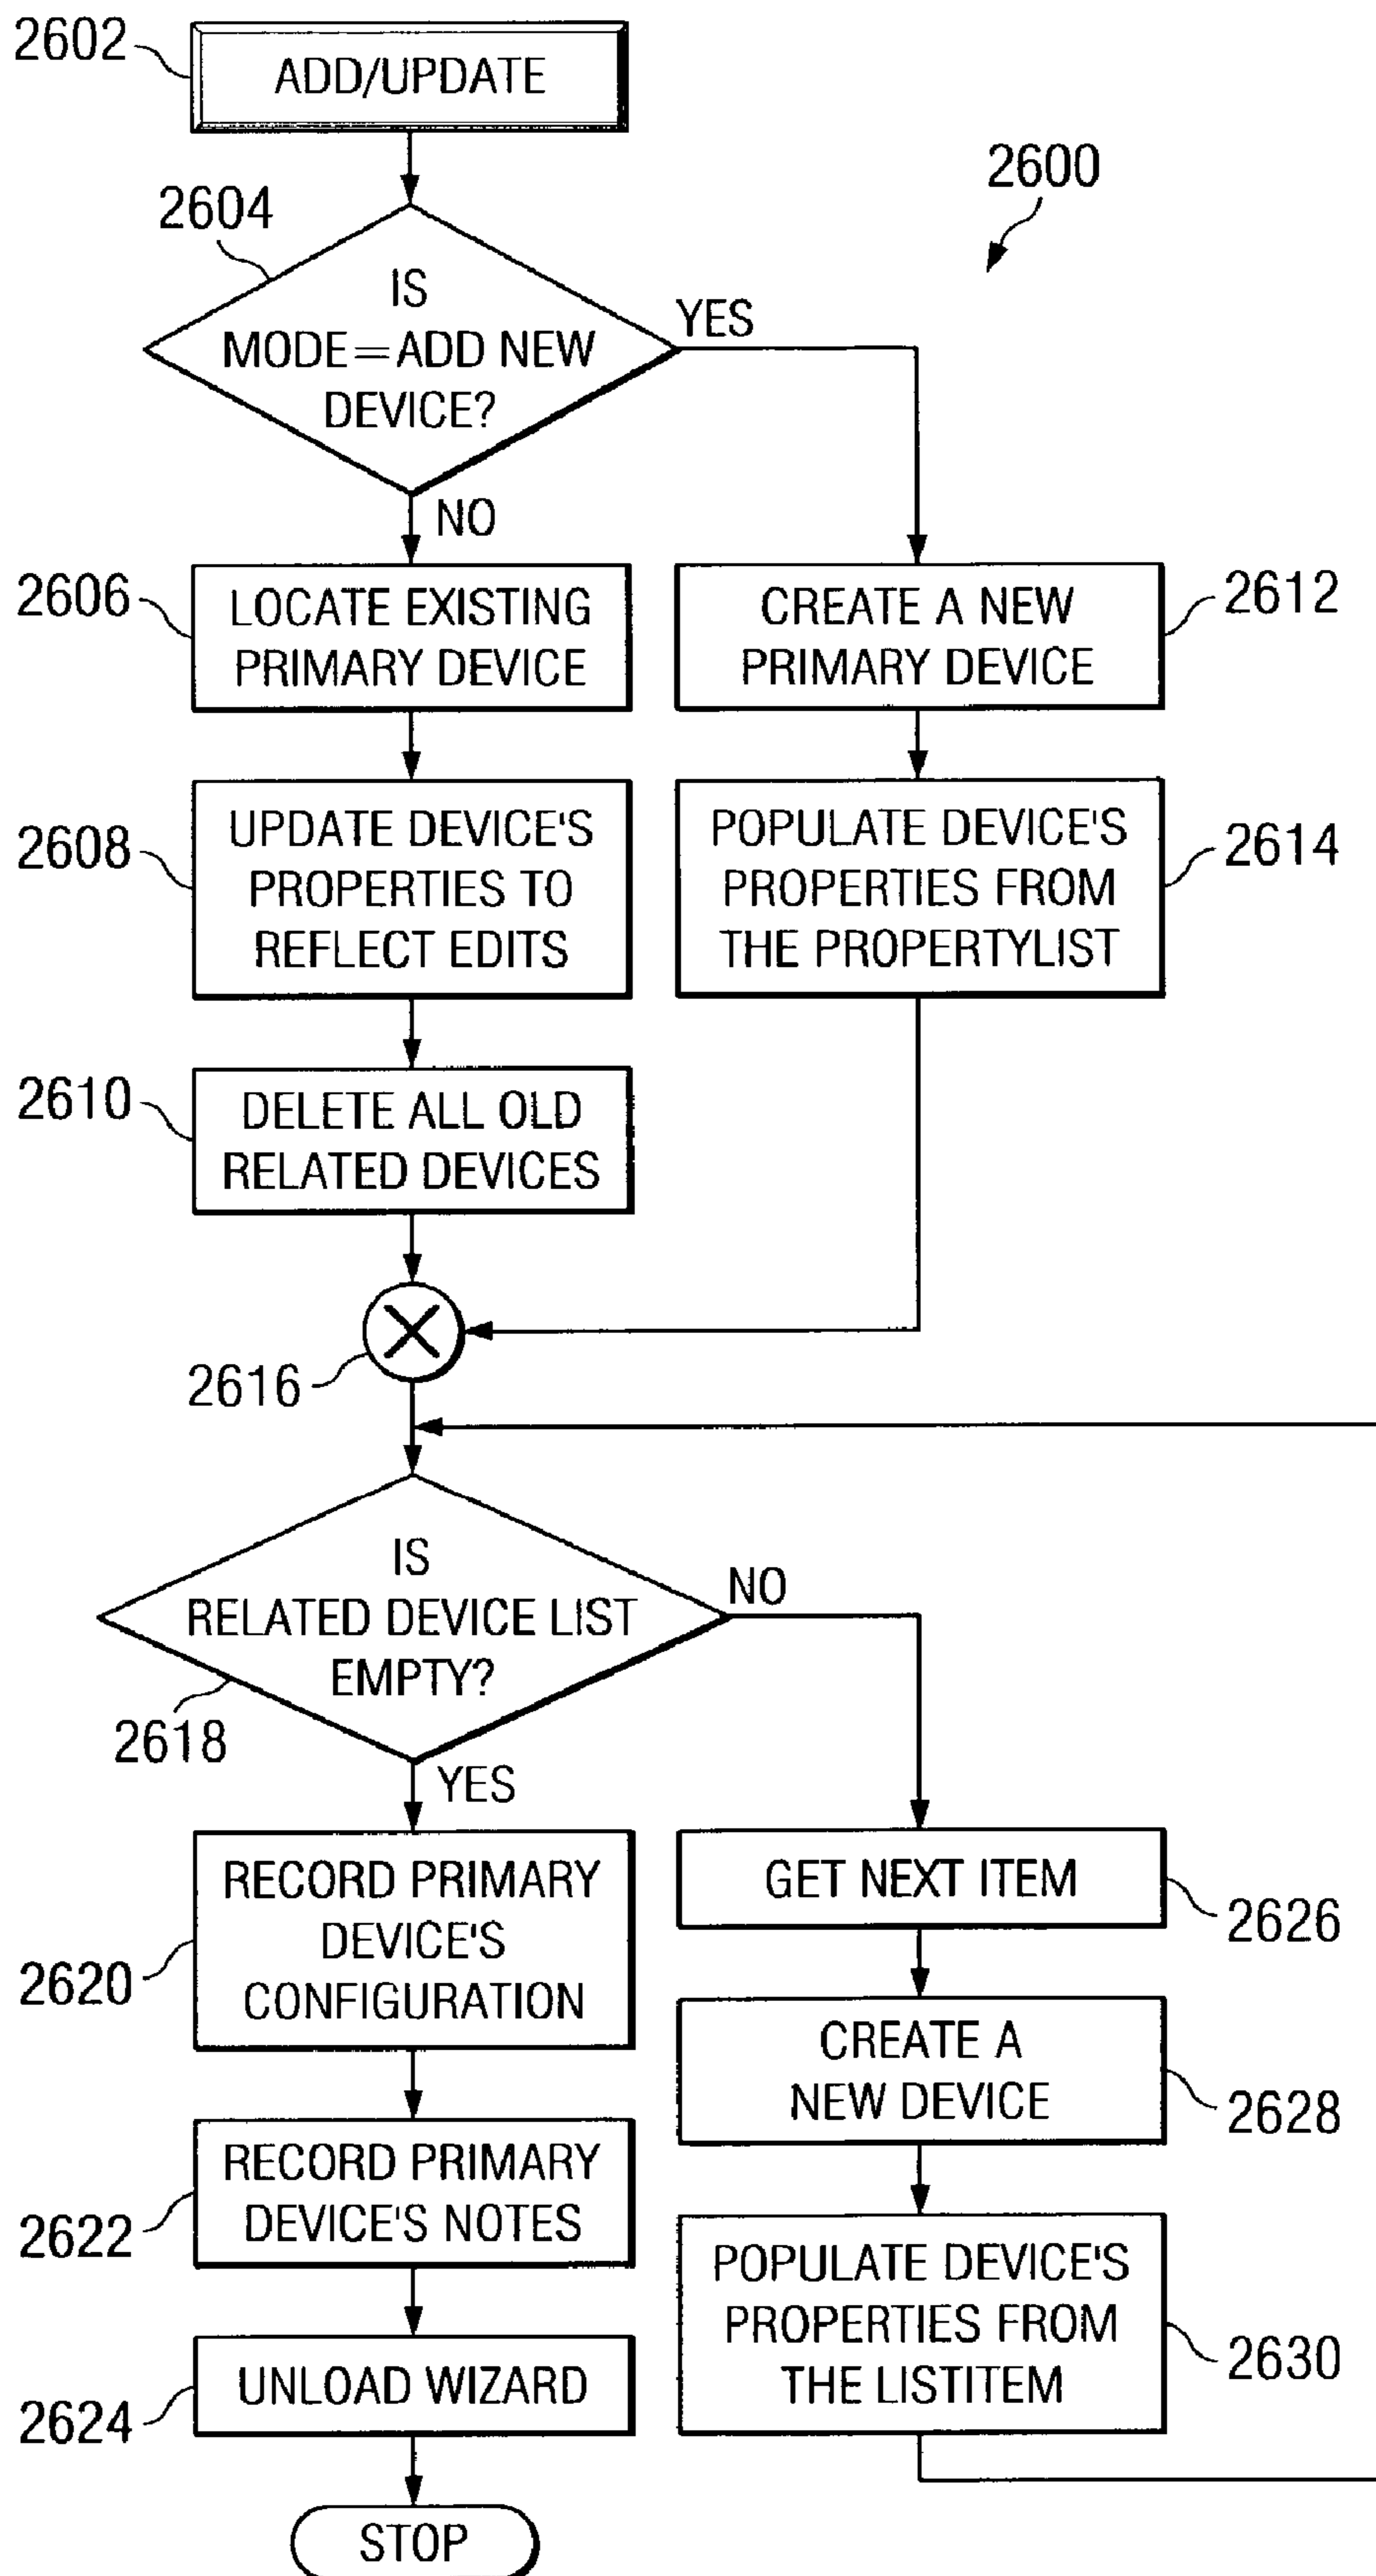 2602
ADD/UPDATE
2600
2604
IS
MODE=ADD NEW
DEVICE?
YES
NO
2606
LOCATE EXISTING
PRIMARY DEVICE
CREATE A NEW
PRIMARY DEVICE
2612
2608
UPDATE DEVICE'S
PROPERTIES TO
REFLECT EDITS
POPULATE DEVICE'S
PROPERTIES FROM
THE PROPERTYLIST
2614
2610
DELETE ALL OLD
RELATED DEVICES
2616
IS
RELATED DEVICE LIST
EMPTY?
NO
2618
YES
RECORD PRIMARY
DEVICE'S
CONFIGURATION
2620
GET NEXT ITEM
2626
CREATE A
NEW DEVICE
2628
RECORD PRIMARY
DEVICE'S NOTES
2622
POPULATE DEVICE'S
PROPERTIES FROM
THE LISTITEM
2630
UNLOAD WIZARD
2624
STOP